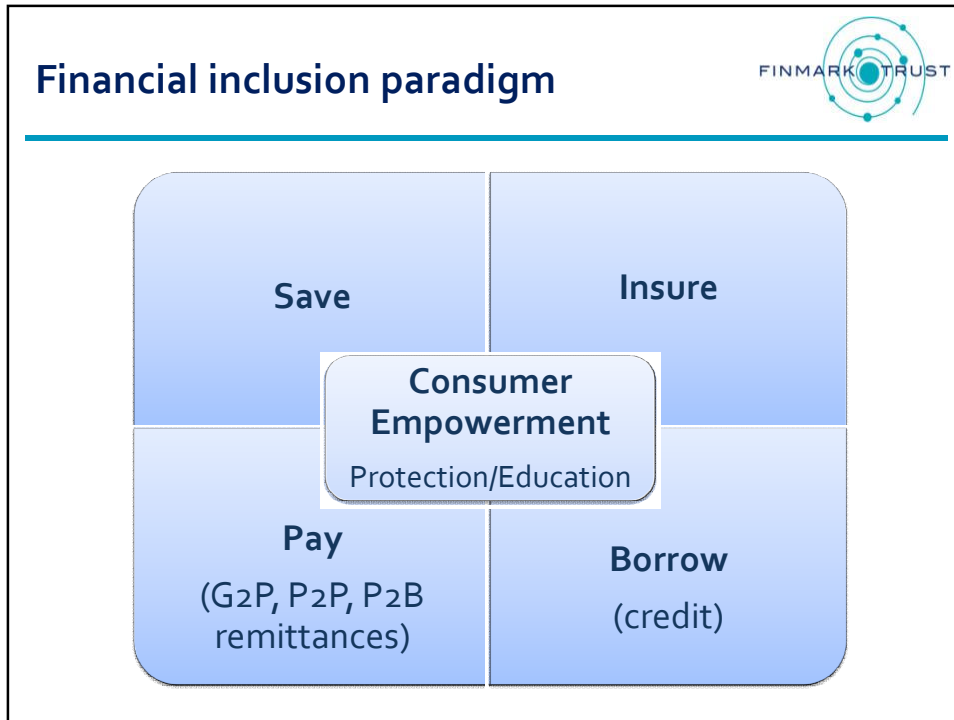 Financial inclusion paradigm
FINMARK TRUST
Save
Insure
Consumer
Empowerment
Protection/Education
Pay
(G2P, P2P, P2B
remittances)
Borrow
(credit)